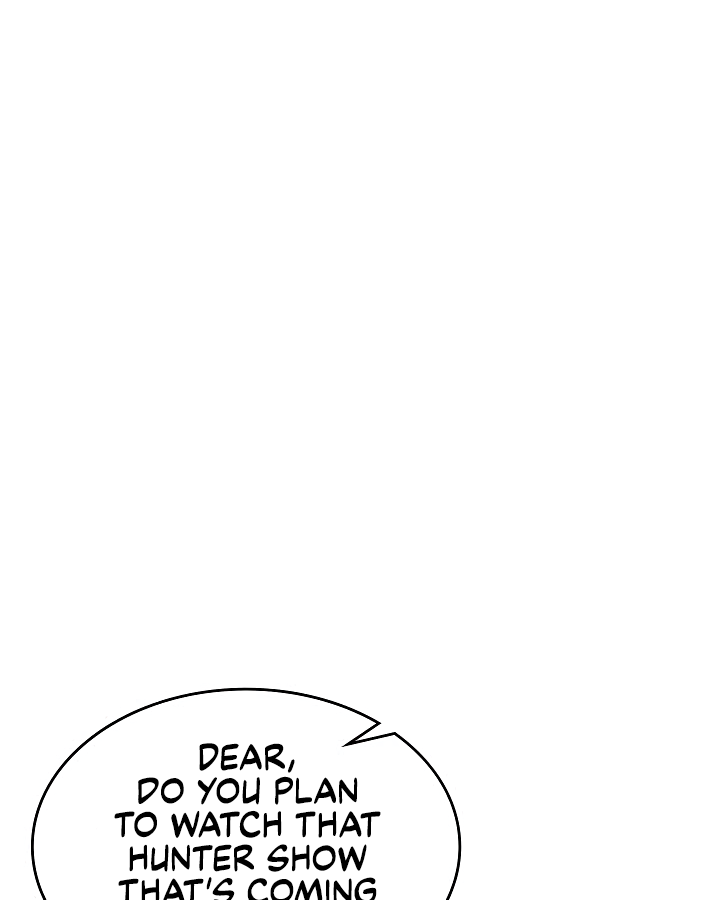 DEAR,
DO YOU PLAN
TO WATCH THAT
HUNTER SHOW
THAT'S COMING